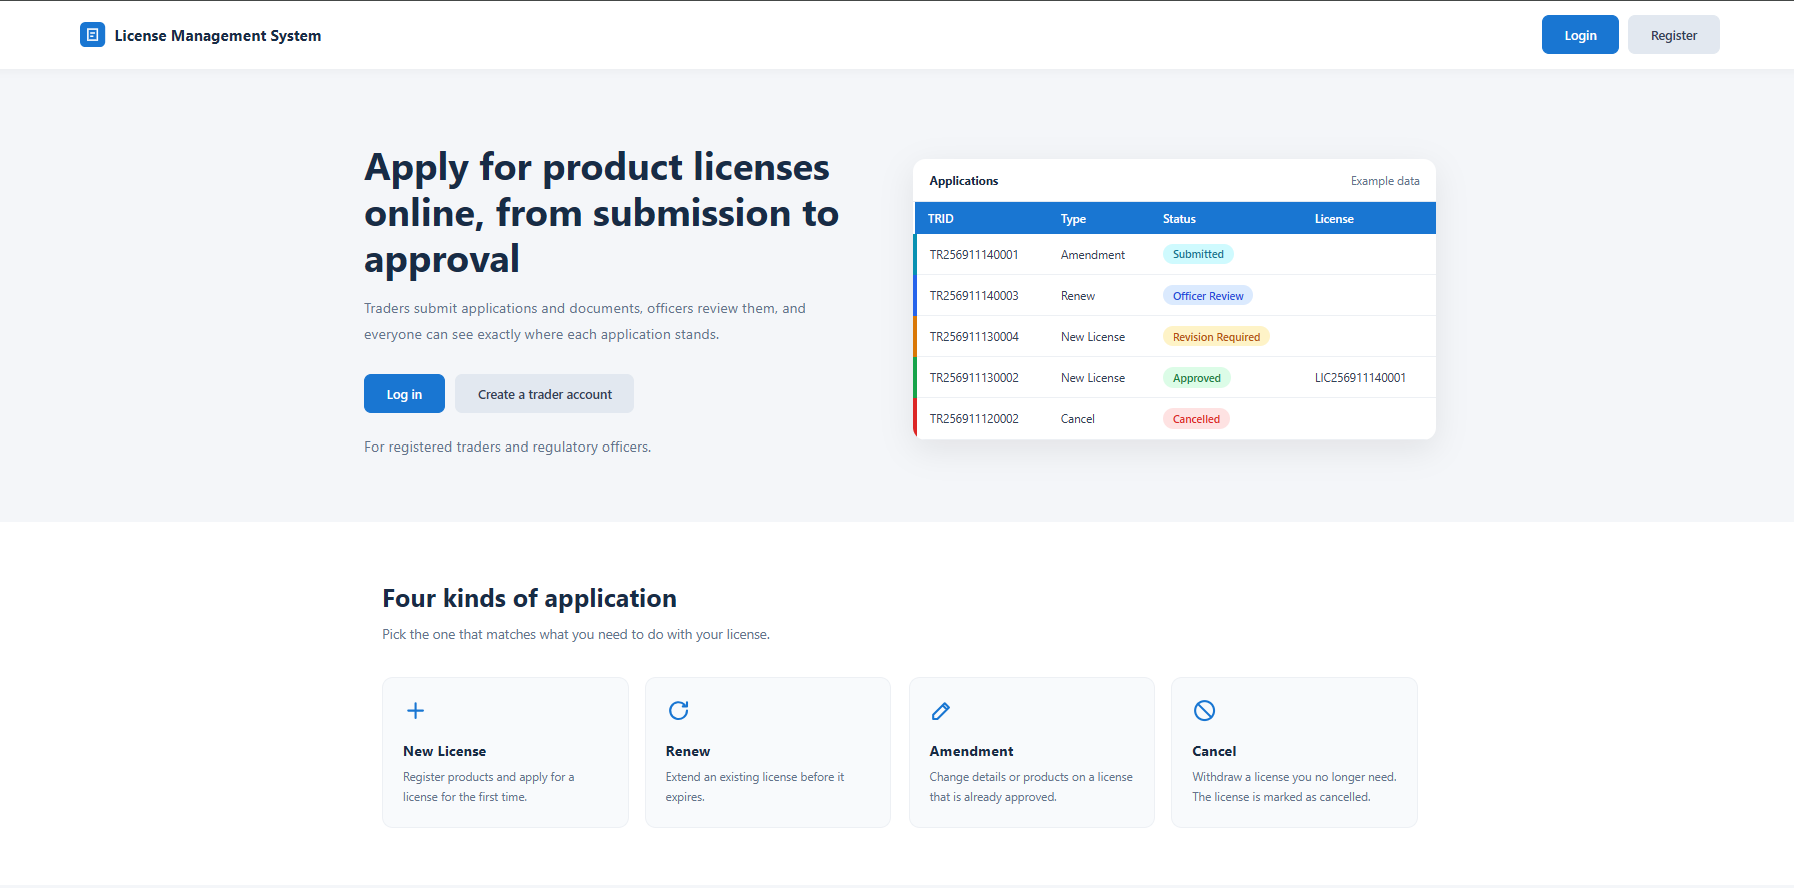 License Management System
Login
Register
Apply for product licenses
online, from submission to
approval
Traders submit applications and documents, officers review them, and
everyone can see exactly where each application stands.
Log in
Create a trader account
For registered traders and regulatory officers.
Applications
Example data
TRID Type Status License
TR256911140001 Amendment Submitted
TR256911140003 Renew Officer Review
TR256911130004 New License Revision Required
TR256911130002 New License Approved LIC256911140001
TR256911120002 Cancel Cancelled
Four kinds of application
Pick the one that matches what you need to do with your license.
New License
Register products and apply for a
license for the first time.
Renew
Extend an existing license before it
expires.
Amendment
Change details or products on a license
that is already approved.
Cancel
Withdraw a license you no longer need.
The license is marked as cancelled.